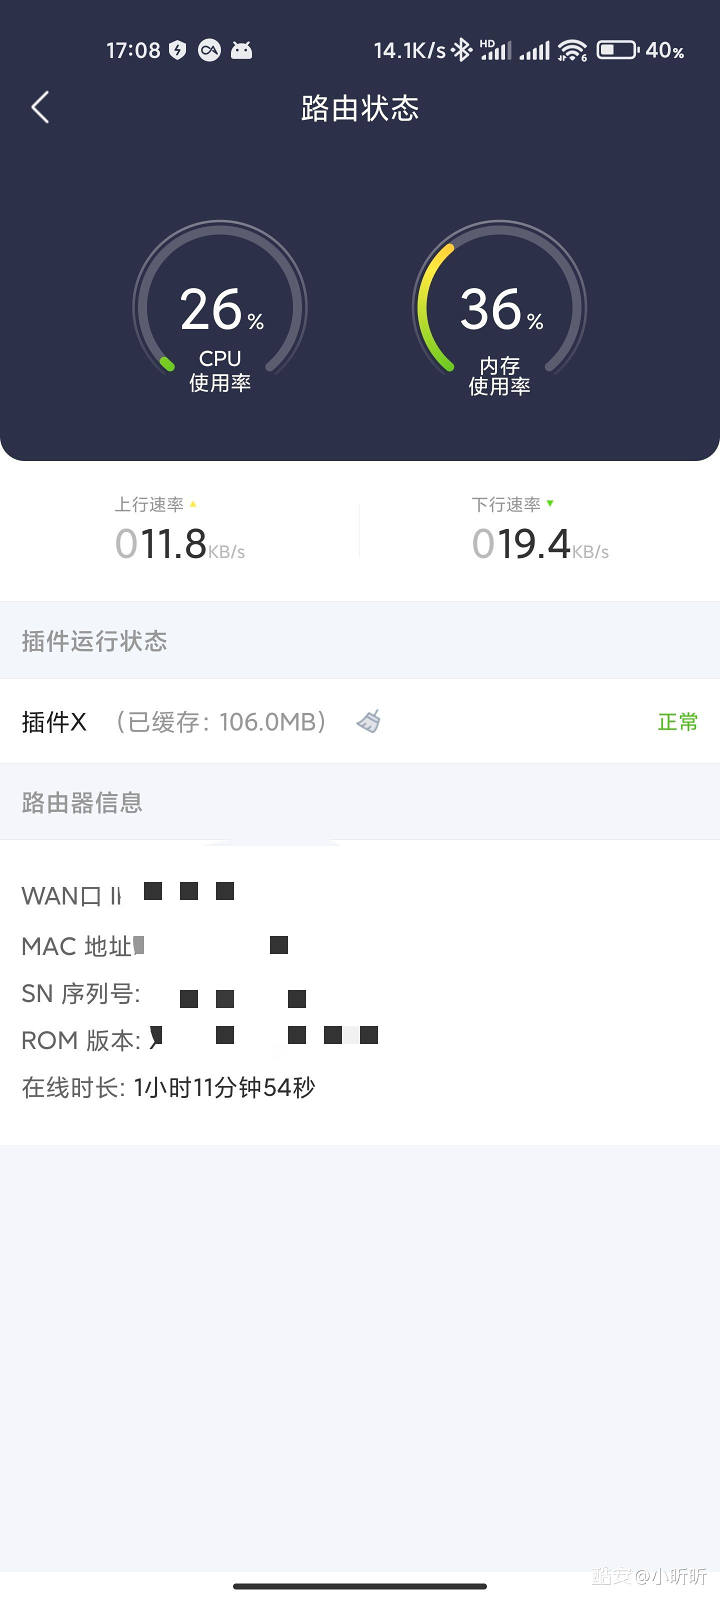 17:08 14.1K/s HD 6 40%
路由状态
26%
CPU
使用率
36%
内存
使用率
上行速率
011.8KB/s
下行速率
019.4KB/s
插件运行状态
插件X （已缓存：106.0MB） 正常
路由器信息
WAN口
MAC 地址
SN 序列号:
ROM 版本:
在线时长: 1小时11分钟54秒
酷安@小昕昕